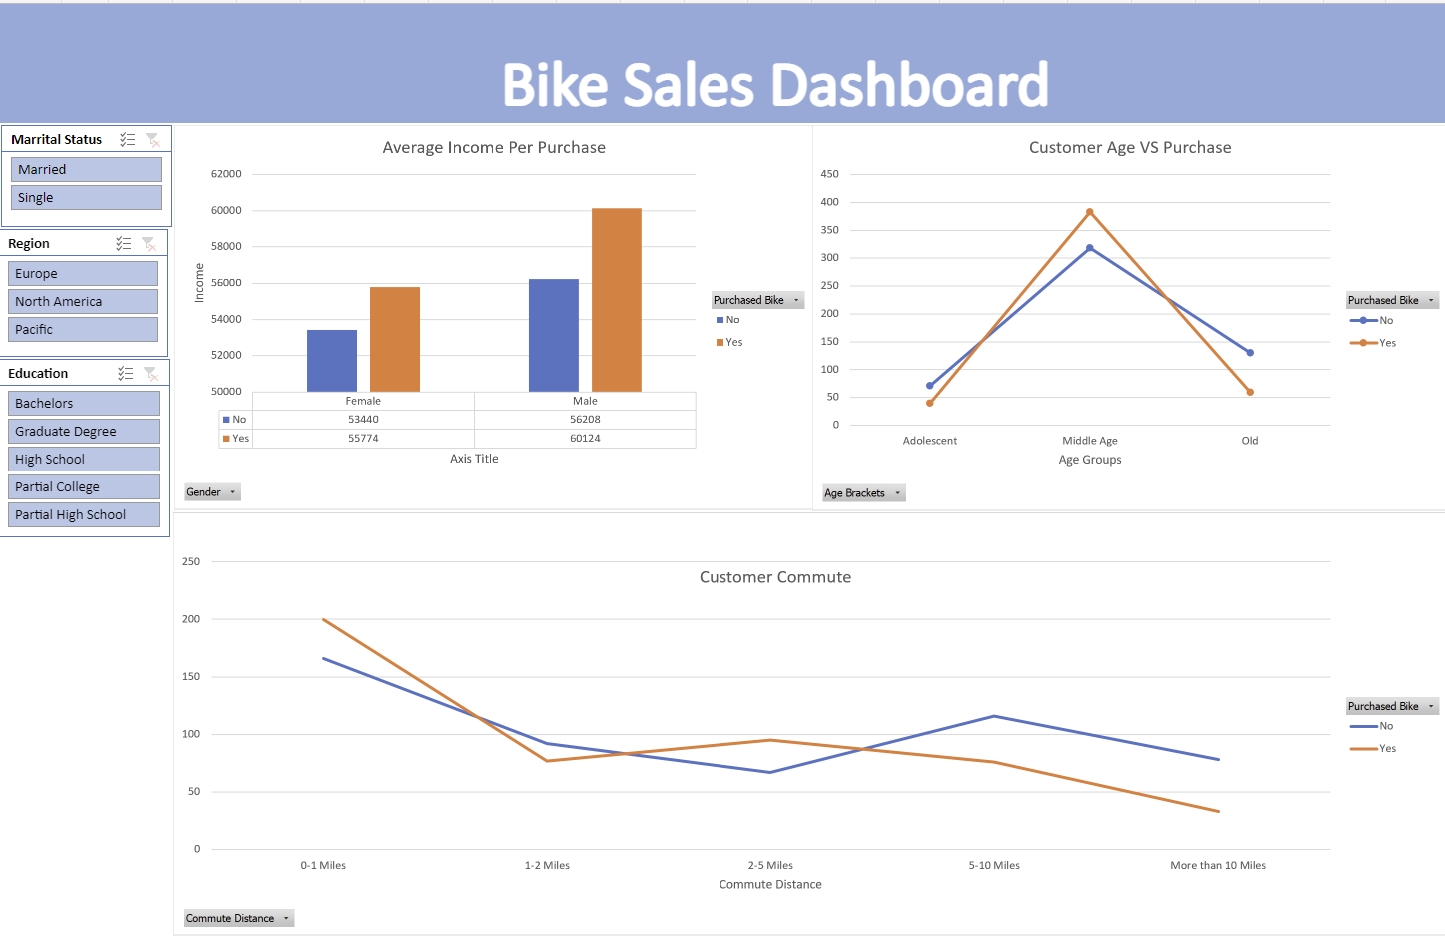 Bike Sales Dashboard
Marrital Status
Married
Single
Region
Europe
North America
Pacific
Education
Bachelors
Graduate Degree
High School
Partial College
Partial High School
Average Income Per Purchase
62000
60000
58000
56000
54000
52000
50000
Income
Female Male
No 53440 56208
Yes 55774 60124
Axis Title
Purchased Bike
No
Yes
Gender
Customer Age VS Purchase
450
400
350
300
250
200
150
100
50
0
Adolescent Middle Age Old
Age Groups
Purchased Bike
No
Yes
Age Brackets
Customer Commute
250
200
150
100
50
0
0-1 Miles 1-2 Miles 2-5 Miles 5-10 Miles More than 10 Miles
Commute Distance
Purchased Bike
No
Yes
Commute Distance